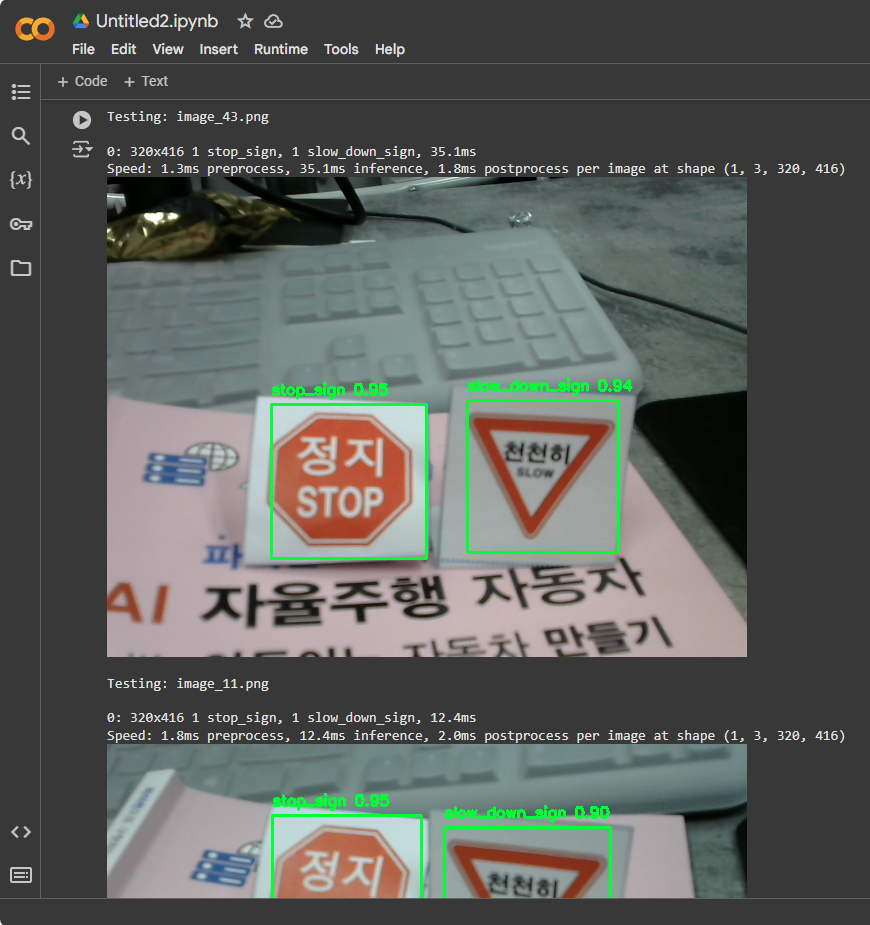 Untitled2.ipynb
File Edit View Insert Runtime Tools Help
+ Code + Text
Testing: image_43.png
0: 320x416 1 stop_sign, 1 slow_down_sign, 35.1ms
Speed: 1.3ms preprocess, 35.1ms inference, 1.8ms postprocess per image at shape (1, 3, 320, 416)
stop_sign 0.95
slow_down_sign 0.94
정지
STOP
천천히
SLOW
AI 자율주행 자동차
자동차 만들기
Testing: image_11.png
0: 320x416 1 stop_sign, 1 slow_down_sign, 12.4ms
Speed: 1.8ms preprocess, 12.4ms inference, 2.0ms postprocess per image at shape (1, 3, 320, 416)
stop_sign 0.95
slow_down_sign 0.90
정지
천천히